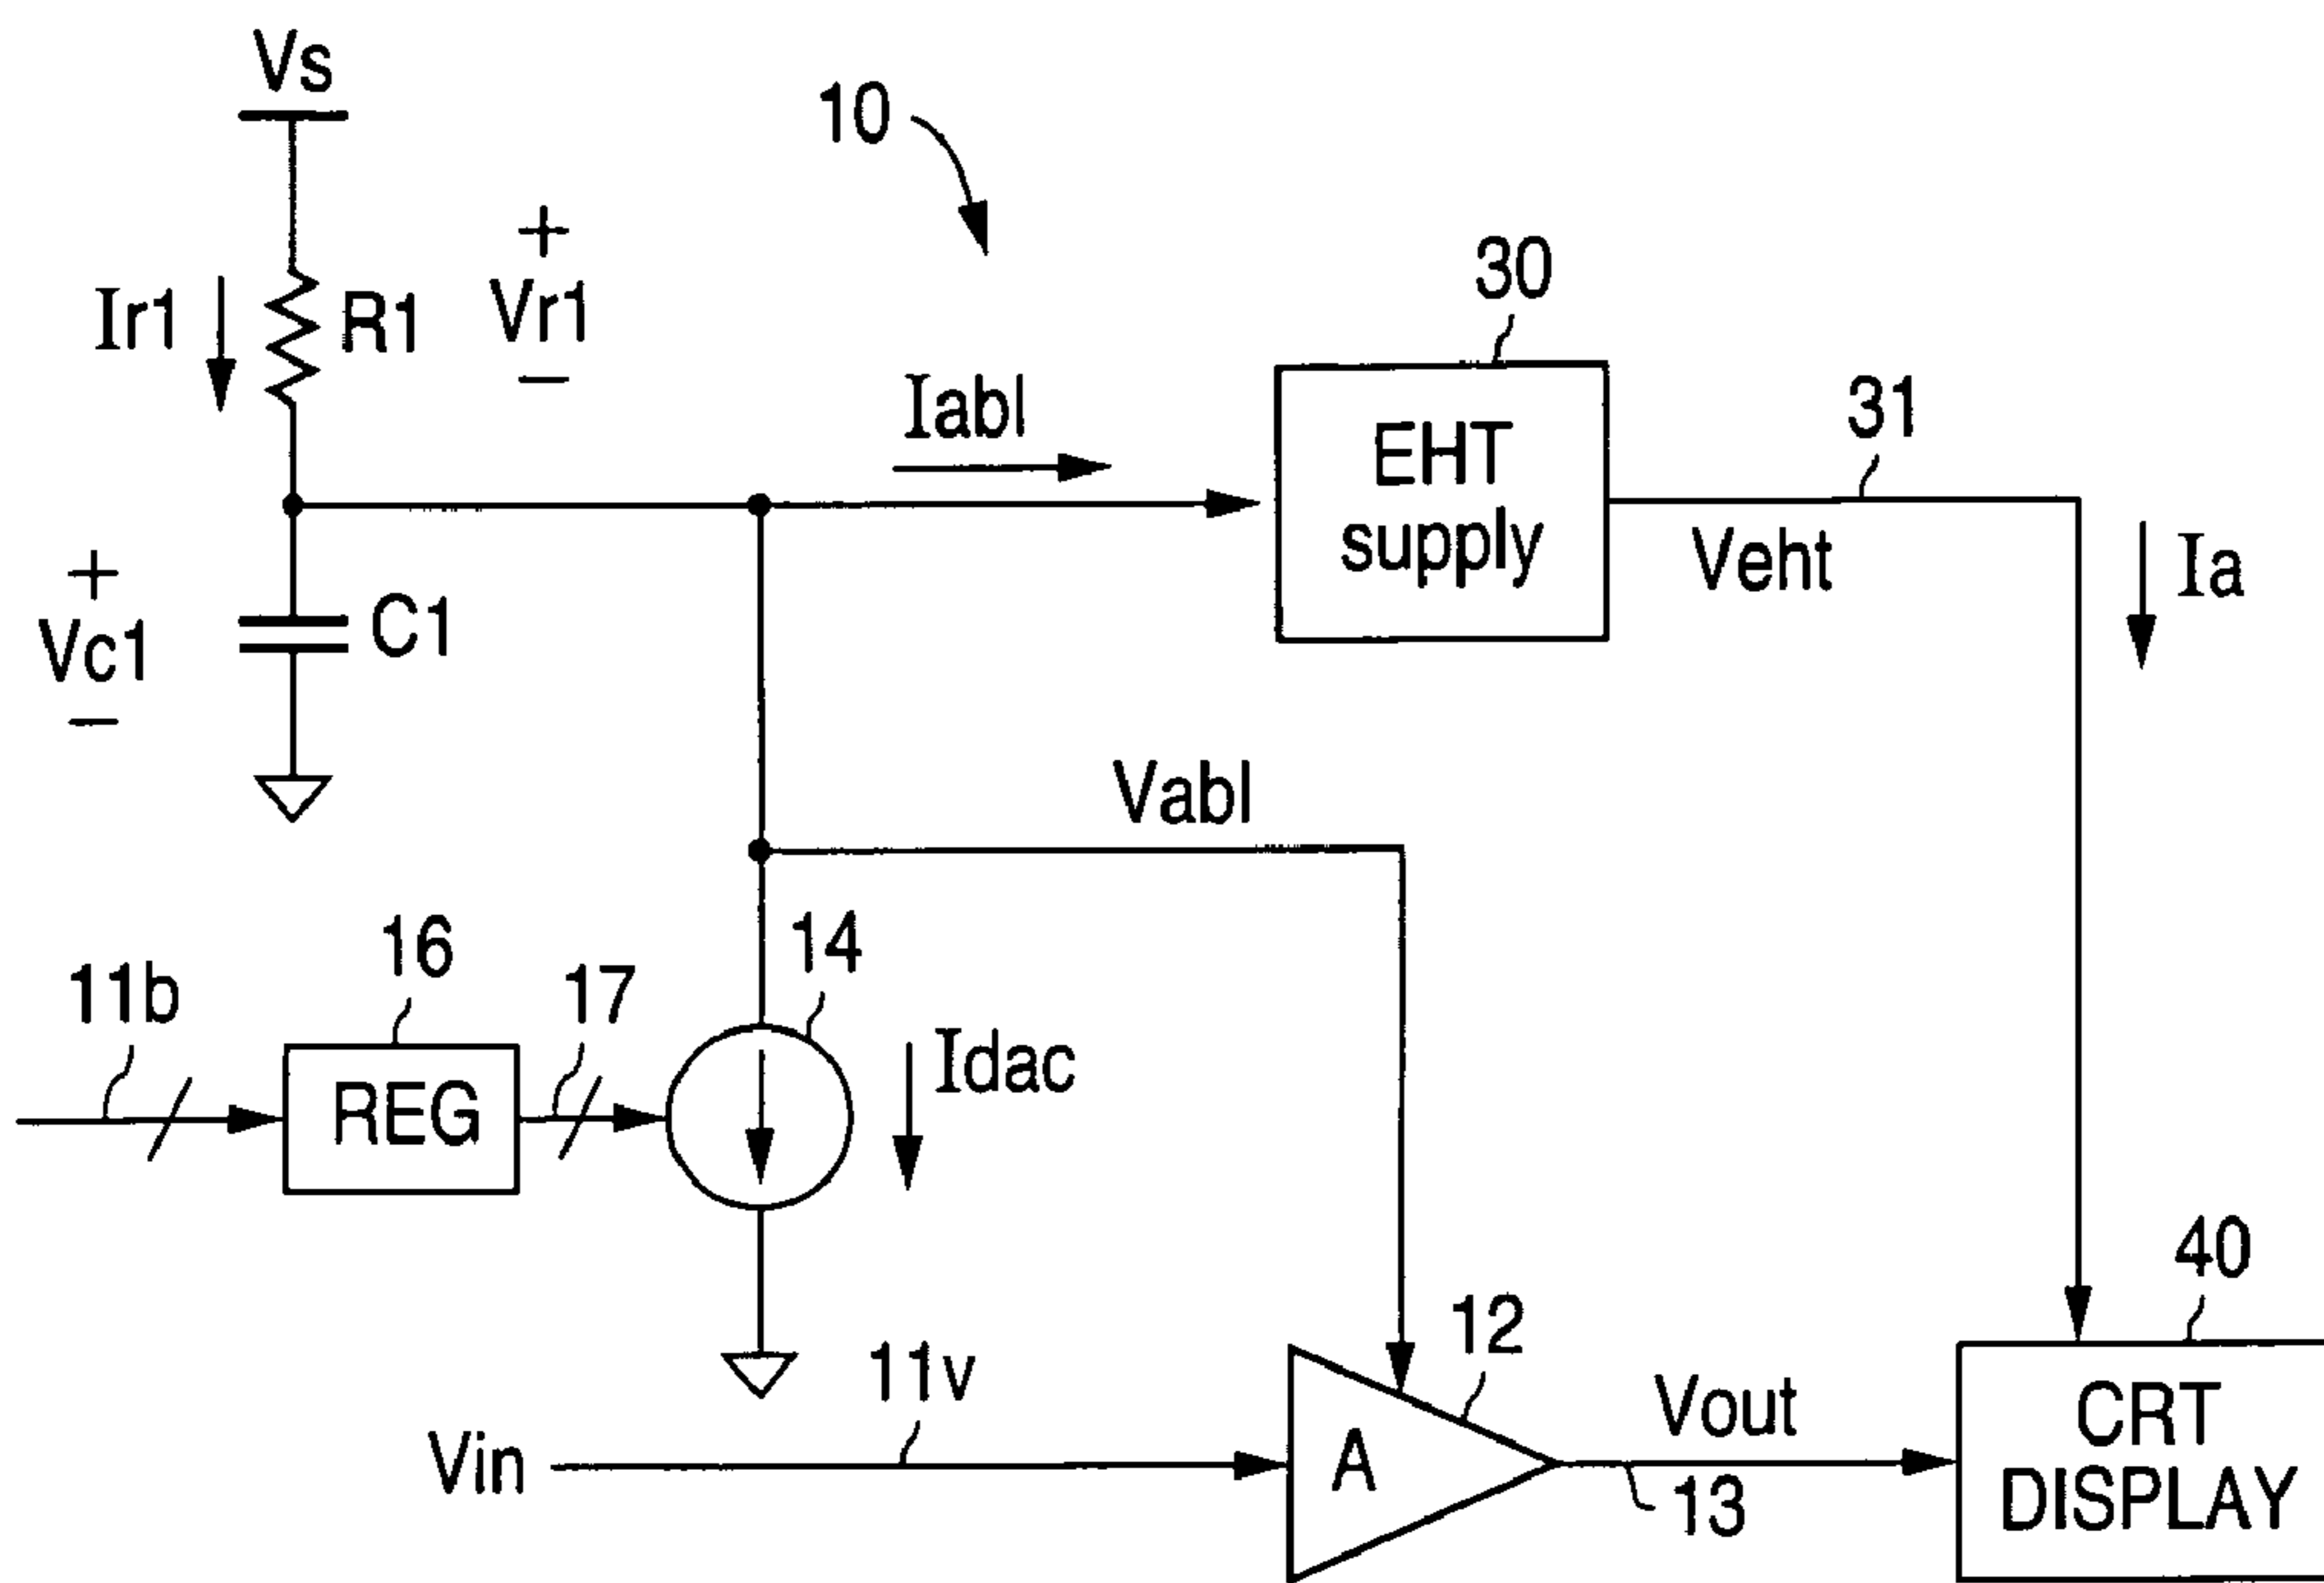 Vs
10
+
Ir1
R1
Vr1
−
30
Iabl
31
EHT
supply
Veht
Ia
+
Vc1
C1
−
Vabl
16
14
11b
17
REG
Idac
40
12
11v
Vin
A
Vout
13
CRT
DISPLAY